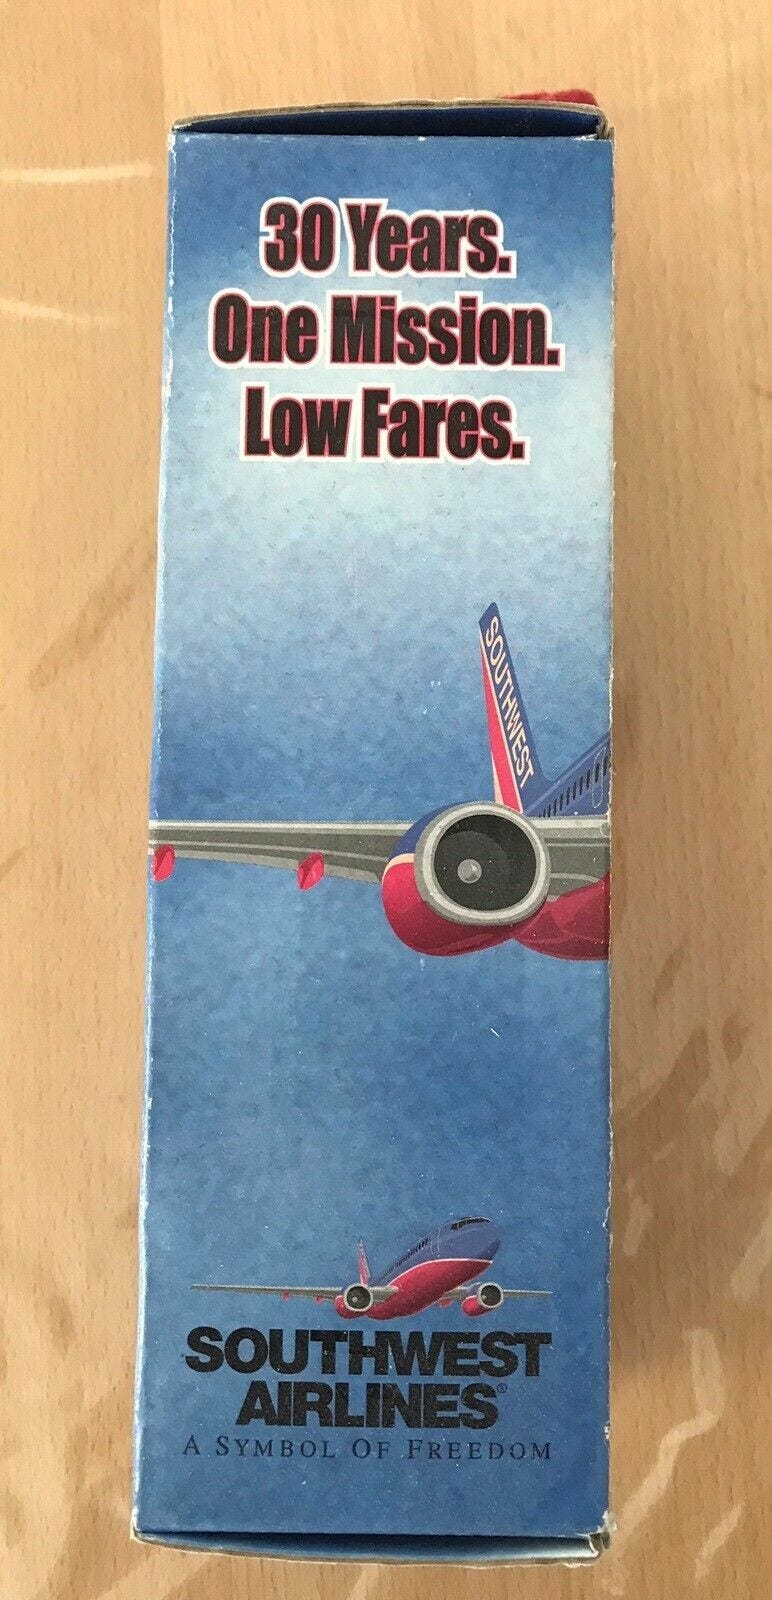 30 Years.
One Mission.
Low Fares.
SOUTHWEST
SOUTHWEST
AIRLINES®
A SYMBOL OF FREEDOM